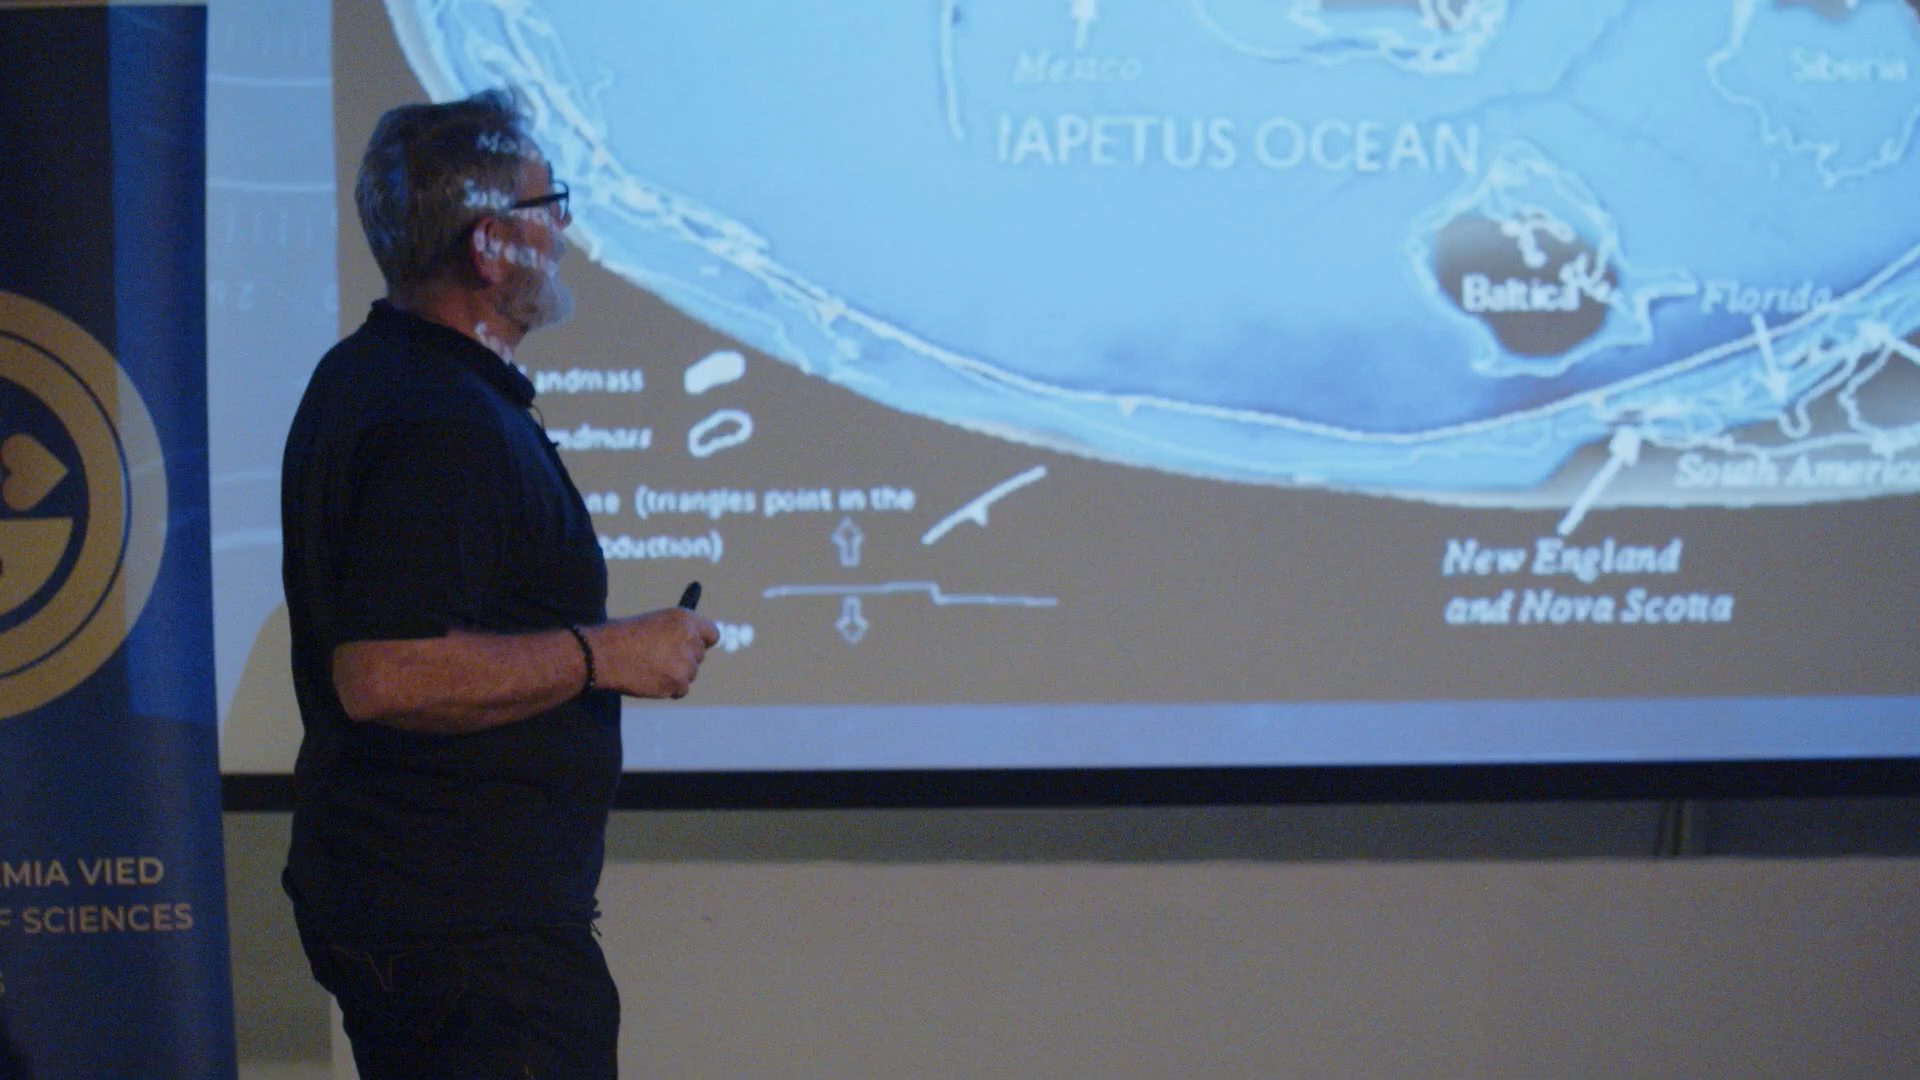 Mexico
Siberia
IAPETUS OCEAN
Baltica
Florida
andmass
ndmass
South America
ne (triangles point in the
bduction)
New England
and Nova Scotia
ge
MIA VIED
F SCIENCES